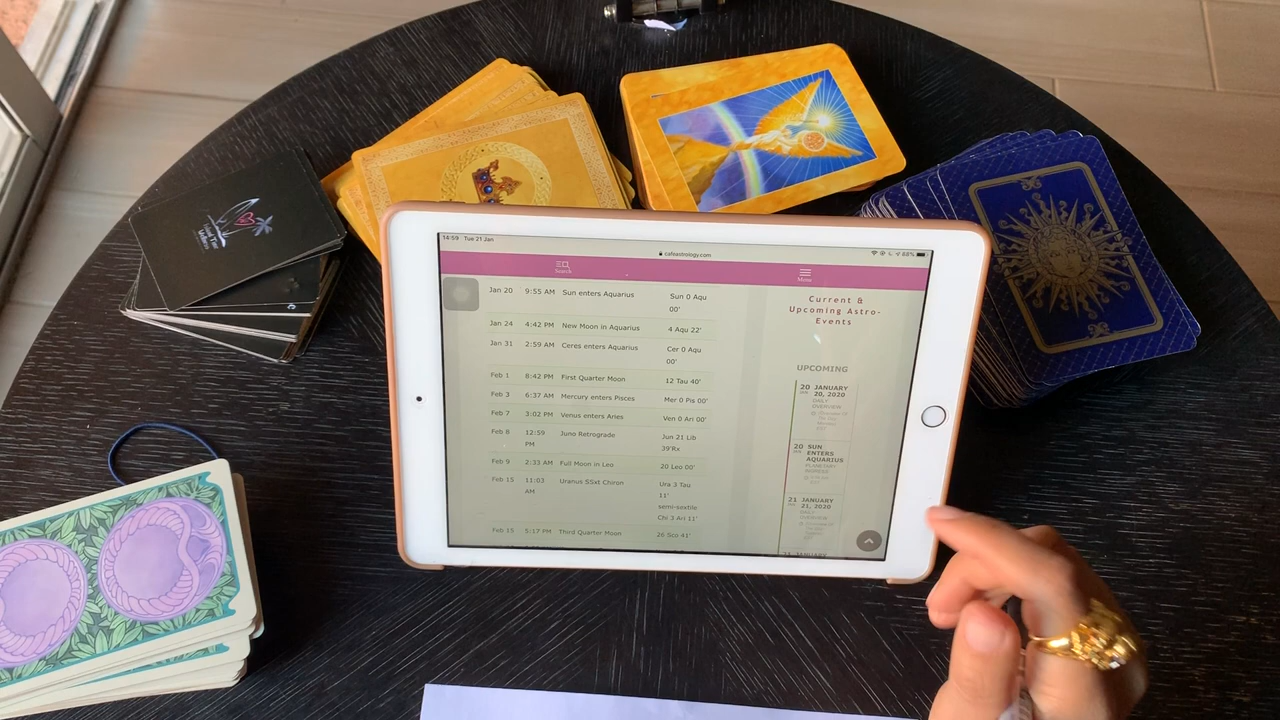 14:59 Tue 21 Jan
cafeastrology.com
88%
Search
Menu
Jan 20 9:55 AM Sun enters Aquarius Sun 0 Aqu
00'
Jan 24 4:42 PM New Moon in Aquarius 4 Aqu 22'
Jan 31 2:59 AM Ceres enters Aquarius Cer 0 Aqu
00'
Feb 1 8:42 PM First Quarter Moon 12 Tau 40'
Feb 3 6:37 AM Mercury enters Pisces Mer 0 Pis 00'
Feb 7 3:02 PM Venus enters Aries Ven 0 Ari 00'
Feb 8 12:59 Juno Retrograde Jun 21 Lib
PM 39'Rx
Feb 9 2:33 AM Full Moon in Leo 20 Leo 00'
Feb 15 11:03 Uranus SSxt Chiron Ura 3 Tau
AM 11'
semi-sextile
Chi 3 Ari 11'
Feb 15 5:17 PM Third Quarter Moon 26 Sco 41'
Current &
Upcoming Astro-
Events
UPCOMING
20 JANUARY
JAN 20, 2020
DAILY
OVERVIEW
20 SUN
JAN ENTERS
AQUARIUS
PLANETARY
INGRESS
21 JANUARY
JAN 21, 2020
DAILY
OVERVIEW
JANUARY